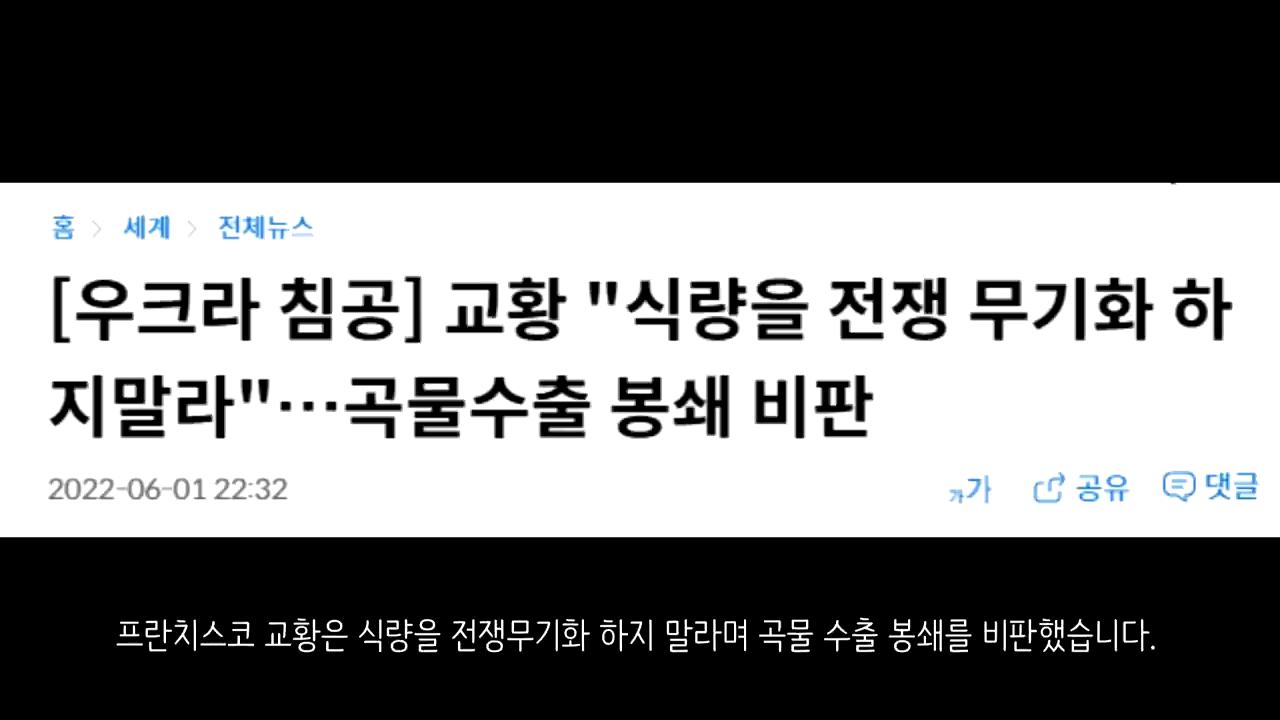 홈 > 세계 > 전체뉴스
[우크라 침공] 교황 "식량을 전쟁 무기화 하
지말라"…곡물수출 봉쇄 비판
2022-06-01 22:32
가가 공유 댓글
프란치스코 교황은 식량을 전쟁무기화 하지 말라며 곡물 수출 봉쇄를 비판했습니다.